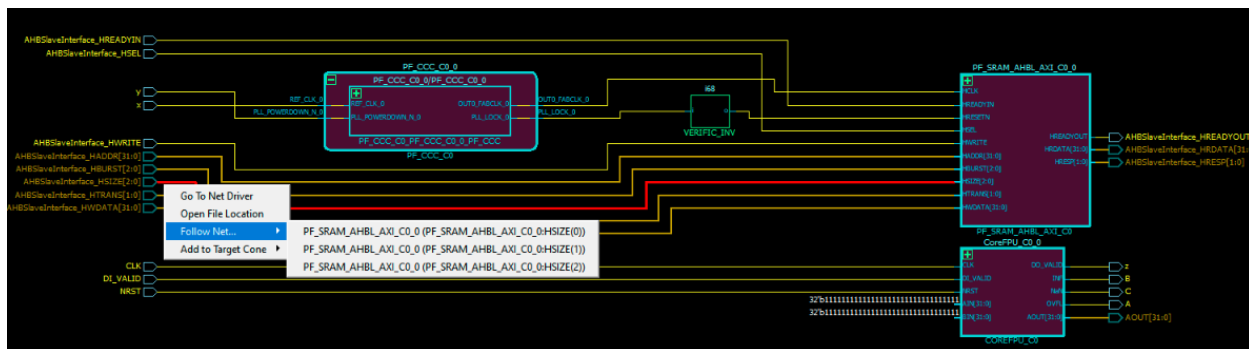 AHBSlaveInterface_HREADYIN
AHBSlaveInterface_HSEL
y
x
AHBSlaveInterface_HWRITE
AHBSlaveInterface_HADDR[31:0]
AHBSlaveInterface_HBURST[2:0]
AHBSlaveInterface_HSIZE[2:0]
AHBSlaveInterface_HTRANS[1:0]
AHBSlaveInterface_HWDATA[31:0]
CLK
DI_VALID
NRST
Go To Net Driver
Open File Location
Follow Net...
Add to Target Cone
PF_SRAM_AHBL_AXI_C0_0 (PF_SRAM_AHBL_AXI_C0_0:HSIZE(0))
PF_SRAM_AHBL_AXI_C0_0 (PF_SRAM_AHBL_AXI_C0_0:HSIZE(1))
PF_SRAM_AHBL_AXI_C0_0 (PF_SRAM_AHBL_AXI_C0_0:HSIZE(2))
PF_CCC_C0_0
PF_CCC_C0_0/PF_CCC_C0_0
REF_CLK_0
PLL_POWERDOWN_N_0
REF_CLK_0
PLL_POWERDOWN_N_0
OUT0_FABCLK_0
PLL_LOCK_0
OUT0_FABCLK_0
PLL_LOCK_0
PF_CCC_C0_PF_CCC_C0_0_PF_CCC
PF_CCC_C0
i68
VERIFIC_INV
PF_SRAM_AHBL_AXI_C0_0
HCLK
HREADYIN
HRESETN
HSEL
HWRITE
HADDR[31:0]
HBURST[2:0]
HSIZE[2:0]
HTRANS[1:0]
HWDATA[31:0]
HREADYOUT
HRDATA[31:0]
HRESP[1:0]
AHBSlaveInterface_HREADYOUT
AHBSlaveInterface_HRDATA[31:
AHBSlaveInterface_HRESP[1:0]
PF_SRAM_AHBL_AXI_C0
CoreFPU_C0_0
CLK
DI_VALID
NRST
DO_VALID
INF
NaN
OVFL
AOUT[31:0]
z
B
C
A
AOUT[31:0]
COREFPU_C0